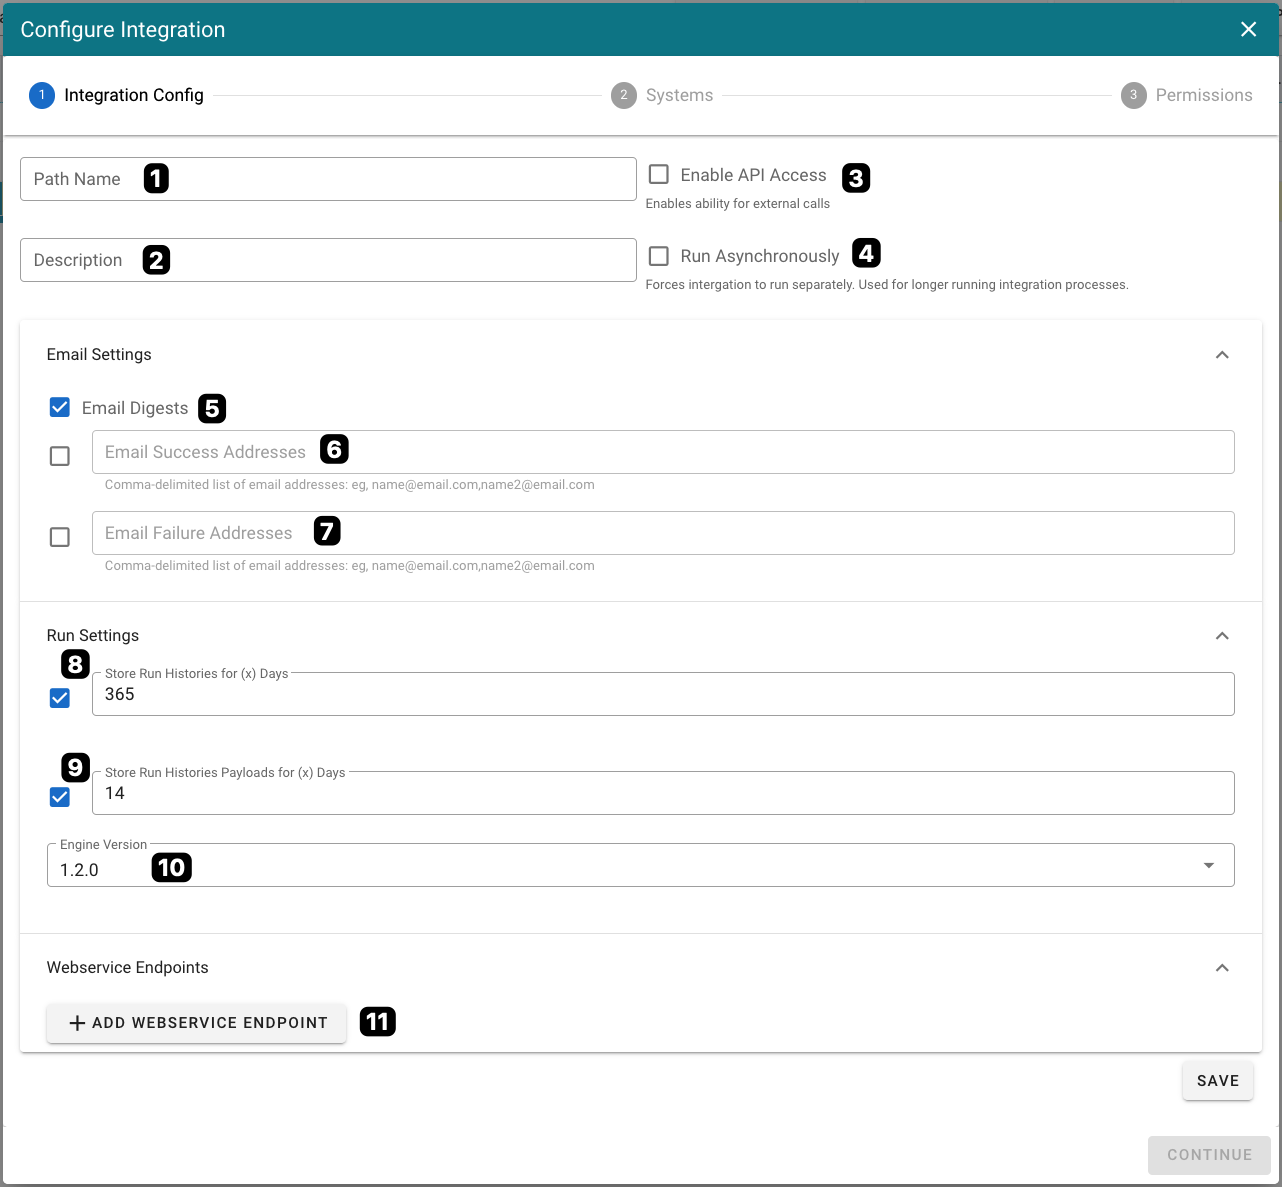 Configure Integration
1 Integration Config 2 Systems 3 Permissions
Path Name 1 Enable API Access 3
Enables ability for external calls
Description 2 Run Asynchronously 4
Forces intergation to run separately. Used for longer running integration processes.
Email Settings
Email Digests 5
Email Success Addresses 6
Comma-delimited list of email addresses: eg, name@email.com,name2@email.com
Email Failure Addresses 7
Comma-delimited list of email addresses: eg, name@email.com,name2@email.com
Run Settings
8 Store Run Histories for (x) Days
365
9 Store Run Histories Payloads for (x) Days
14
Engine Version
1.2.0 10
Webservice Endpoints
ADD WEBSERVICE ENDPOINT 11
SAVE
CONTINUE